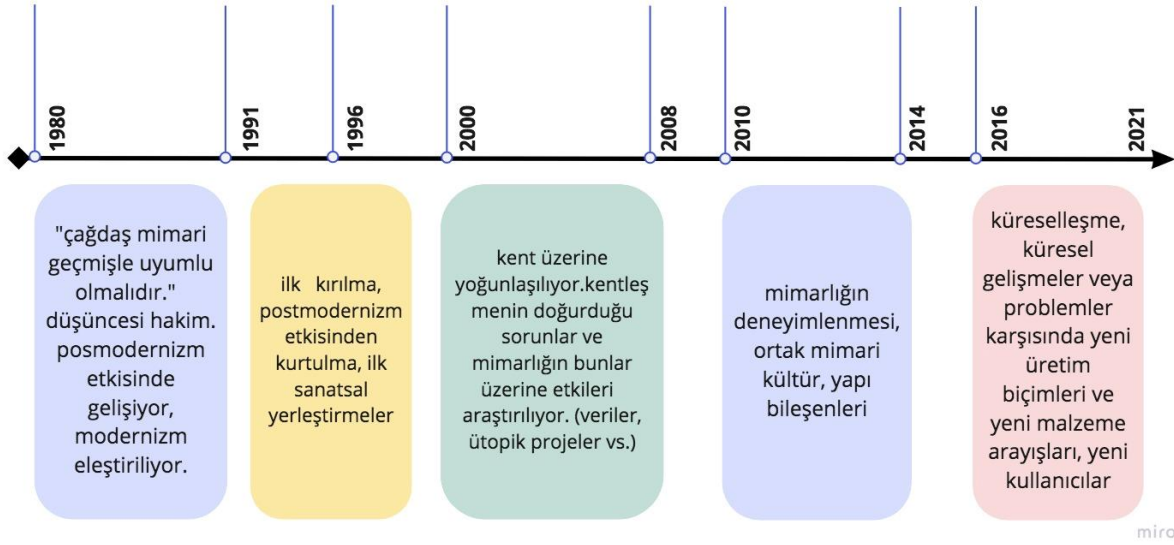 1980
1991
1996
2000
2008
2010
2014
2016
2021
"çağdaş mimari
geçmişle uyumlu
olmalıdır."
düşüncesi hakim.
posmodernizm
etkisinde
gelişiyor,
modernizm
eleştiriliyor.
ilk kırılma,
postmodernizm
etkisinden
kurtulma, ilk
sanatsal
yerleştirmeler
kent üzerine
yoğunlaşılıyor.kentleş
menin doğurduğu
sorunlar ve
mimarlığın bunlar
üzerine etkileri
araştırılıyor. (veriler,
ütopik projeler vs.)
mimarlığın
deneyimlenmesi,
ortak mimari
kültür, yapı
bileşenleri
küreselleşme,
küresel
gelişmeler veya
problemler
karşısında yeni
üretim
biçimleri ve
yeni malzeme
arayışları, yeni
kullanıcılar
miro